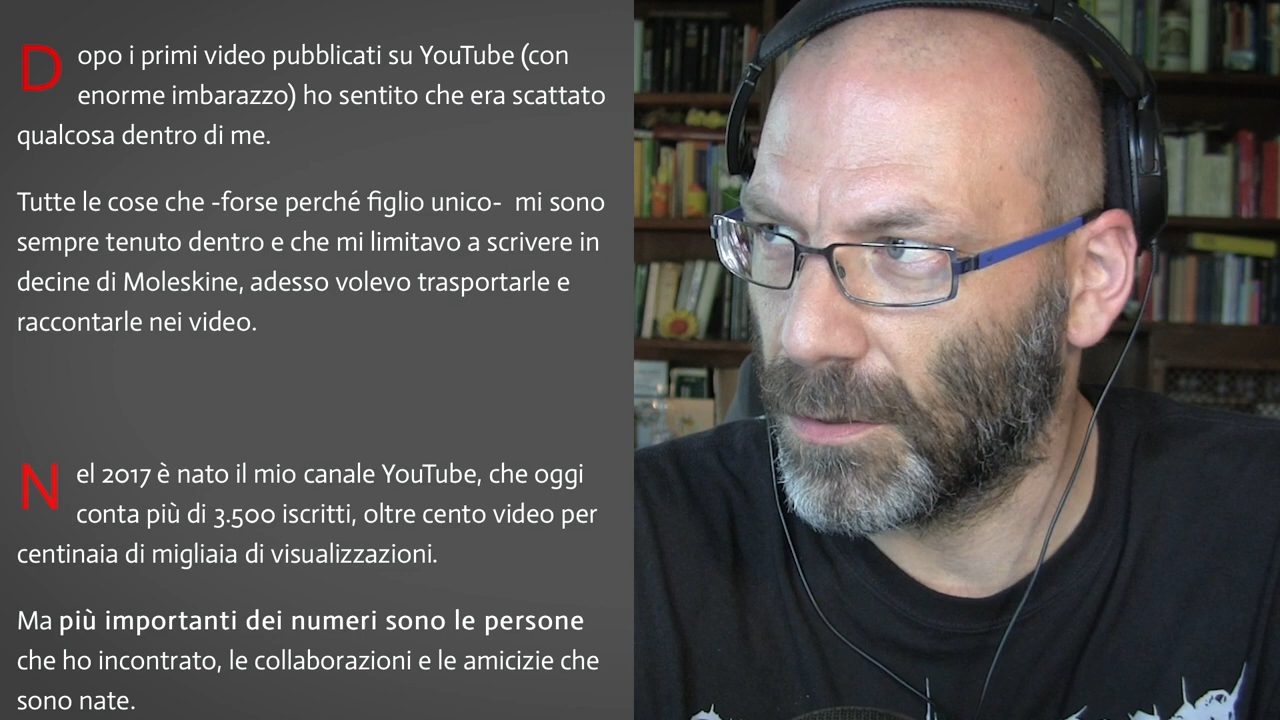 Dopo i primi video pubblicati su YouTube (con
enorme imbarazzo) ho sentito che era scattato
qualcosa dentro di me.
Tutte le cose che -forse perché figlio unico-  mi sono
sempre tenuto dentro e che mi limitavo a scrivere in
decine di Moleskine, adesso volevo trasportarle e
raccontarle nei video.
Nel 2017 è nato il mio canale YouTube, che oggi
conta più di 3.500 iscritti, oltre cento video per
centinaia di migliaia di visualizzazioni.
Ma più importanti dei numeri sono le persone
che ho incontrato, le collaborazioni e le amicizie che
sono nate.